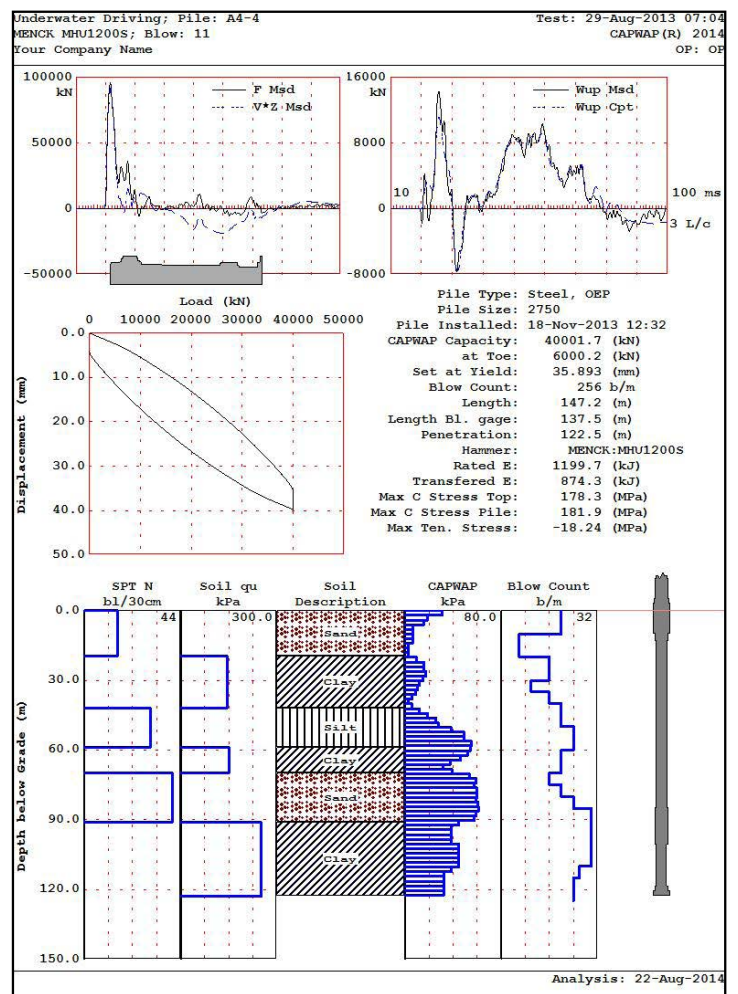 Underwater Driving; Pile: A4-4
Test: 29-Aug-2013 07:04
MENCK MHU1200S; Blow: 11
CAPWAP(R) 2014
Your Company Name
OP: OP
100000
kN
50000
0
-50000
F Msd
V*Z Msd
16000
kN
8000
0
-8000
Wup Msd
Wup Cpt
10
100 ms
3 L/c
Load (kN)
0 10000 20000 30000 40000 50000
0.0
10.0
20.0
30.0
40.0
50.0
Displacement (mm)
Pile Type: Steel, OEP
Pile Size: 2750
Pile Installed: 18-Nov-2013 12:32
CAPWAP Capacity: 40001.7 (kN)
at Toe: 6000.2 (kN)
Set at Yield: 35.893 (mm)
Blow Count: 256 b/m
Length: 147.2 (m)
Length Bl. gage: 137.5 (m)
Penetration: 122.5 (m)
Hammer: MENCK:MHU1200S
Rated E: 1199.7 (kJ)
Transfered E: 874.3 (kJ)
Max C Stress Top: 178.3 (MPa)
Max C Stress Pile: 181.9 (MPa)
Max Ten. Stress: -18.24 (MPa)
SPT N
bl/30cm
44
Soil qu
kPa
300.0
Soil
Description
CAPWAP
kPa
80.0
Blow Count
b/m
32
0.0
30.0
60.0
90.0
120.0
150.0
Depth below Grade (m)
Sand
Clay
Silt
Clay
Sand
Clay
Analysis: 22-Aug-2014